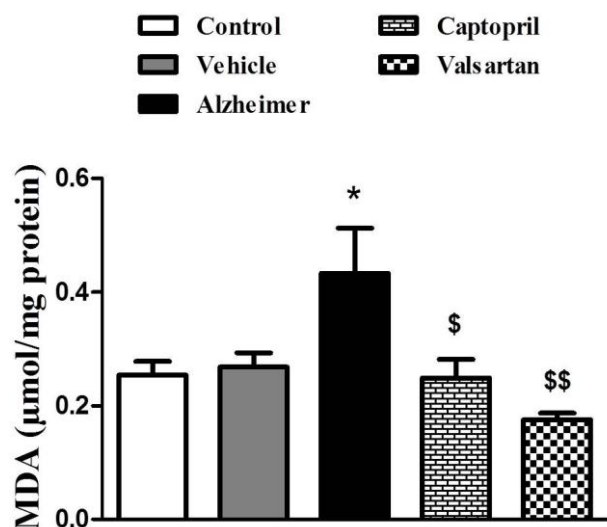 Control
Vehicle
Alzheimer
Captopril
Valsartan
MDA (µmol/mg protein)
0.6
0.4
0.2
0.0
*
$
$$